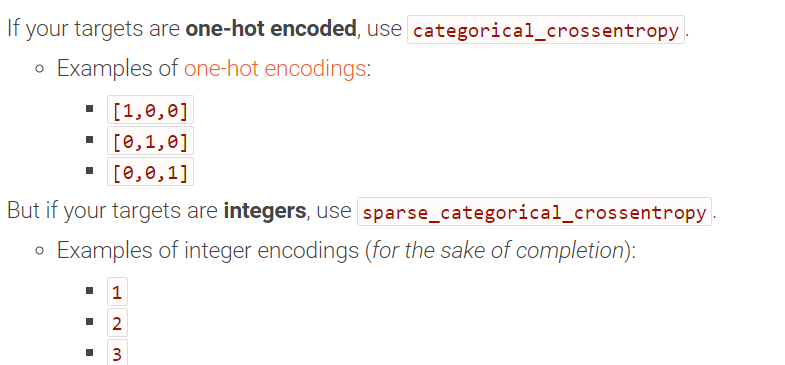 If your targets are one-hot encoded, use categorical_crossentropy.
Examples of one-hot encodings:
[1,0,0]
[0,1,0]
[0,0,1]
But if your targets are integers, use sparse_categorical_crossentropy.
Examples of integer encodings (for the sake of completion):
1
2
3